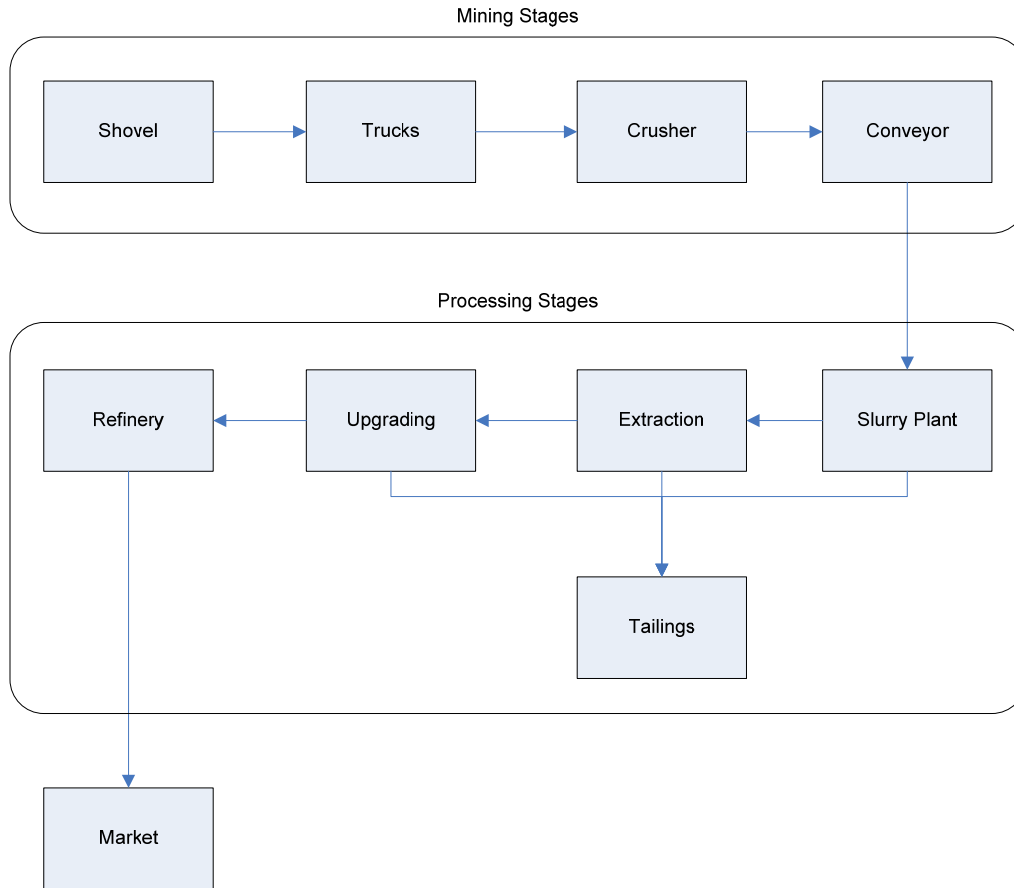 Mining Stages
Shovel
Trucks
Crusher
Conveyor
Processing Stages
Refinery
Upgrading
Extraction
Slurry Plant
Tailings
Market